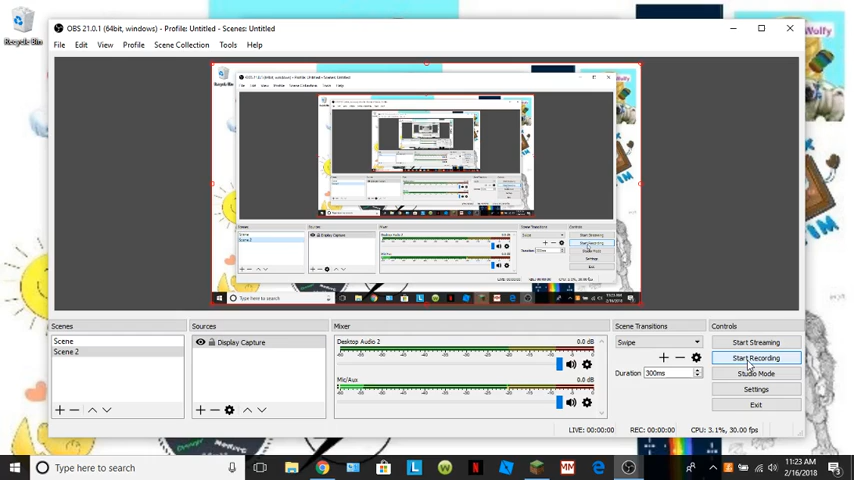 OBS 21.0.1 (64bit, windows) - Profile: Untitled - Scenes: Untitled
File Edit View Profile Scene Collection Tools Help
Recycle Bin
Wolfy
Scenes Sources Mixer Scene Transitions Controls
Scene
Scene 2
Display Capture
Desktop Audio 2 0.0 dB
Mic/Aux 0.0 dB
Swipe
Duration 300ms
Start Streaming
Start Recording
Studio Mode
Settings
Exit
LIVE: 00:00:00 REC: 00:00:00 CPU: 3.1%, 30.00 fps
Type here to search
11:23 AM
2/16/2018